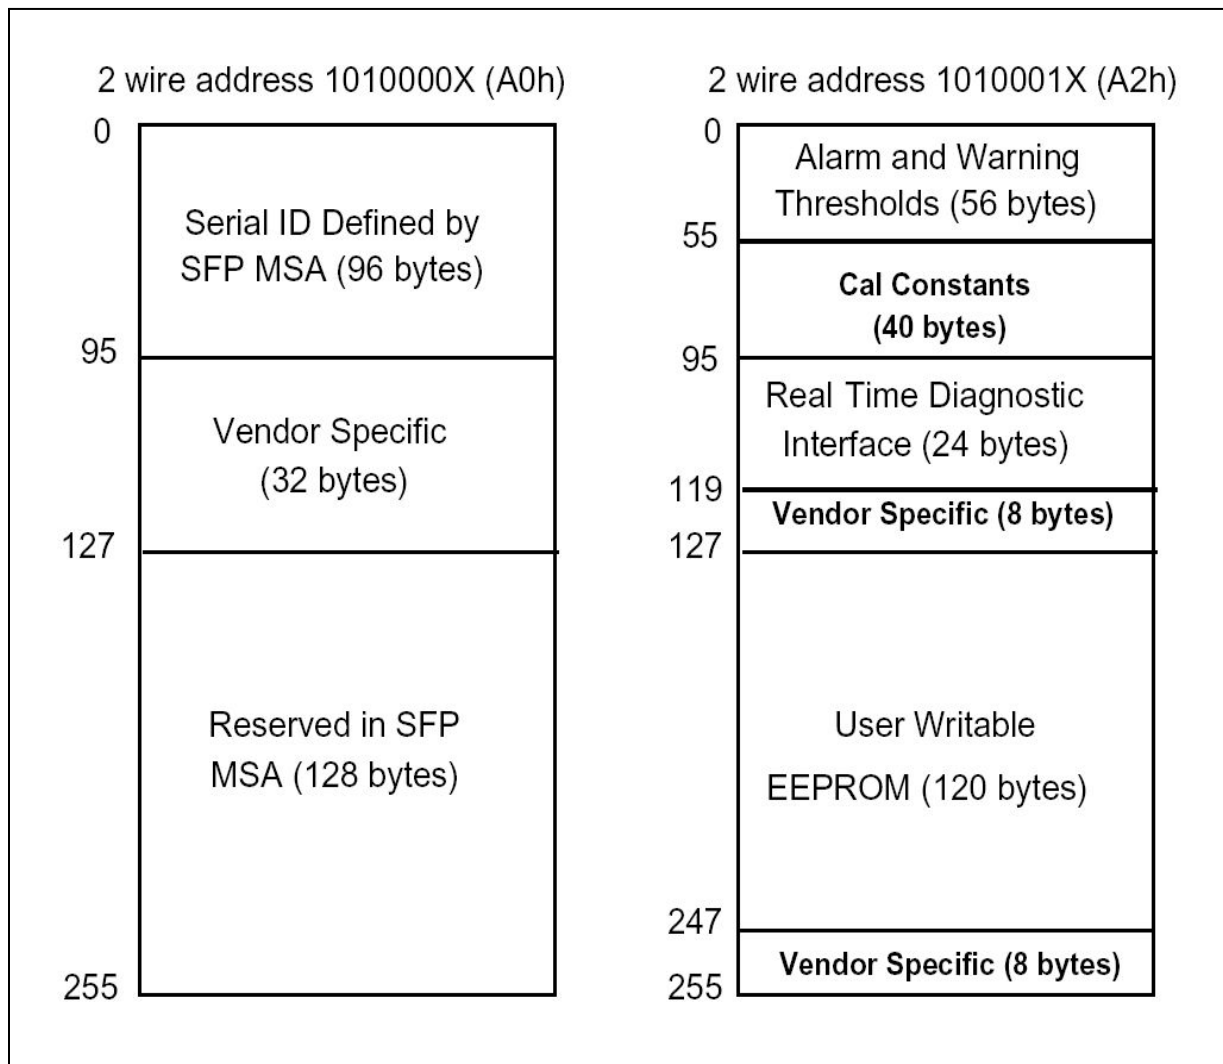 2 wire address 1010000X (A0h)
0
Serial ID Defined by
SFP MSA (96 bytes)
95
Vendor Specific
(32 bytes)
127
Reserved in SFP
MSA (128 bytes)
255
2 wire address 1010001X (A2h)
0
Alarm and Warning
Thresholds (56 bytes)
55
Cal Constants
(40 bytes)
95
Real Time Diagnostic
Interface (24 bytes)
119
Vendor Specific (8 bytes)
127
User Writable
EEPROM (120 bytes)
247
Vendor Specific (8 bytes)
255